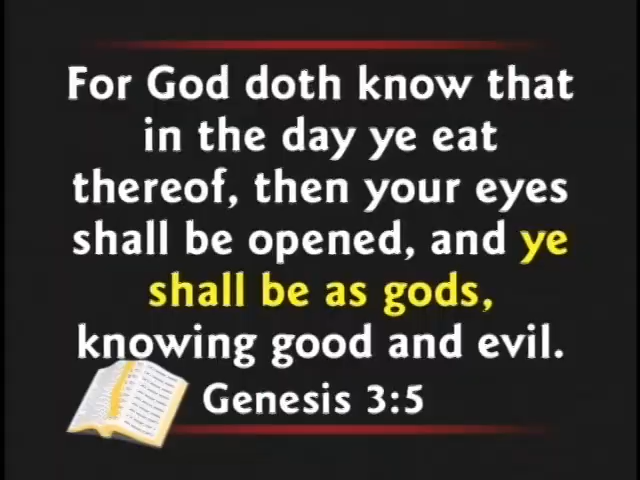 For God doth know that
in the day ye eat
thereof, then your eyes
shall be opened, and ye
shall be as gods,
knowing good and evil.
Genesis 3:5